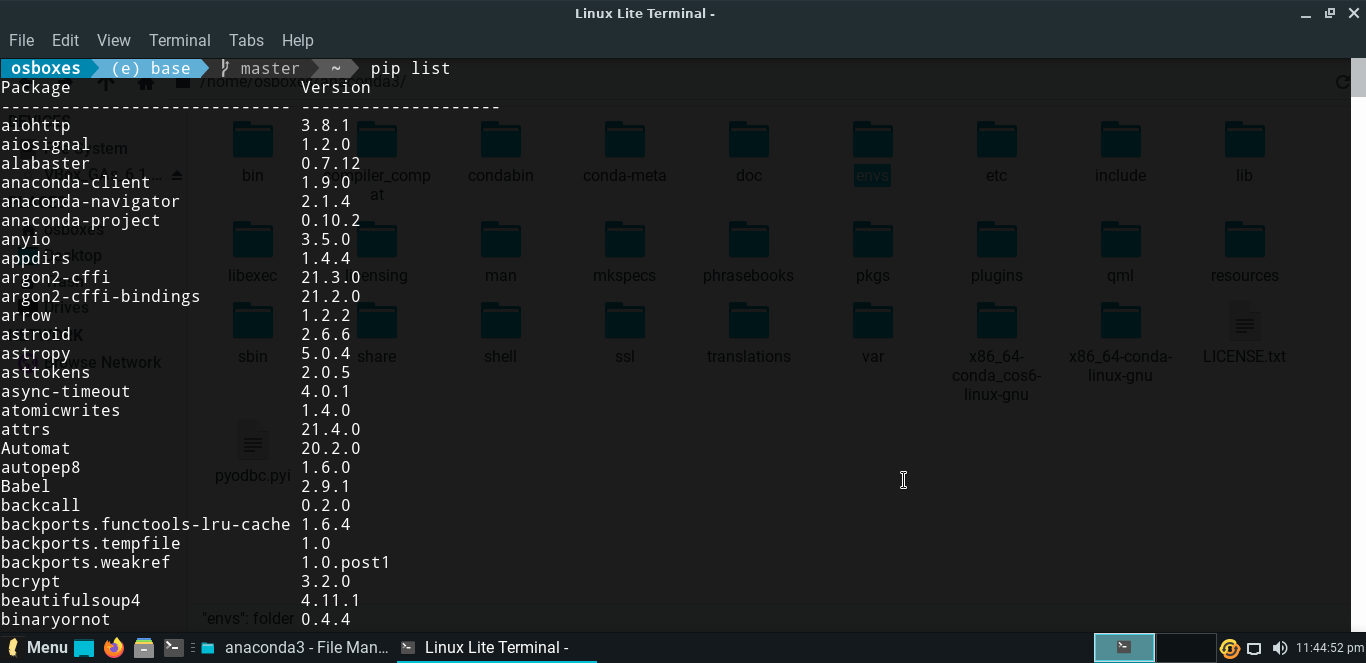 Linux Lite Terminal -
File Edit View Terminal Tabs Help
osboxes (e) base master ~ pip list
Package Version
----------------------------- --------------------
aiohttp 3.8.1
aiosignal 1.2.0
alabaster 0.7.12
anaconda-client 1.9.0
anaconda-navigator 2.1.4
anaconda-project 0.10.2
anyio 3.5.0
appdirs 1.4.4
argon2-cffi 21.3.0
argon2-cffi-bindings 21.2.0
arrow 1.2.2
astroid 2.6.6
astropy 5.0.4
asttokens 2.0.5
async-timeout 4.0.1
atomicwrites 1.4.0
attrs 21.4.0
Automat 20.2.0
autopep8 1.6.0
Babel 2.9.1
backcall 0.2.0
backports.functools-lru-cache 1.6.4
backports.tempfile 1.0
backports.weakref 1.0.post1
bcrypt 3.2.0
beautifulsoup4 4.11.1
binaryornot 0.4.4
bin compiler_comp condabin conda-meta doc envs etc include lib
at
libexec licensing man mkspecs phrasebooks pkgs plugins qml resources
sbin share shell ssl translations var x86_64- x86_64-conda- LICENSE.txt
conda_cos6- linux-gnu
linux-gnu
pyodbc.pyi
Browse Network
"envs": folder
Menu anaconda3 - File Man... Linux Lite Terminal - 11:44:52 pm